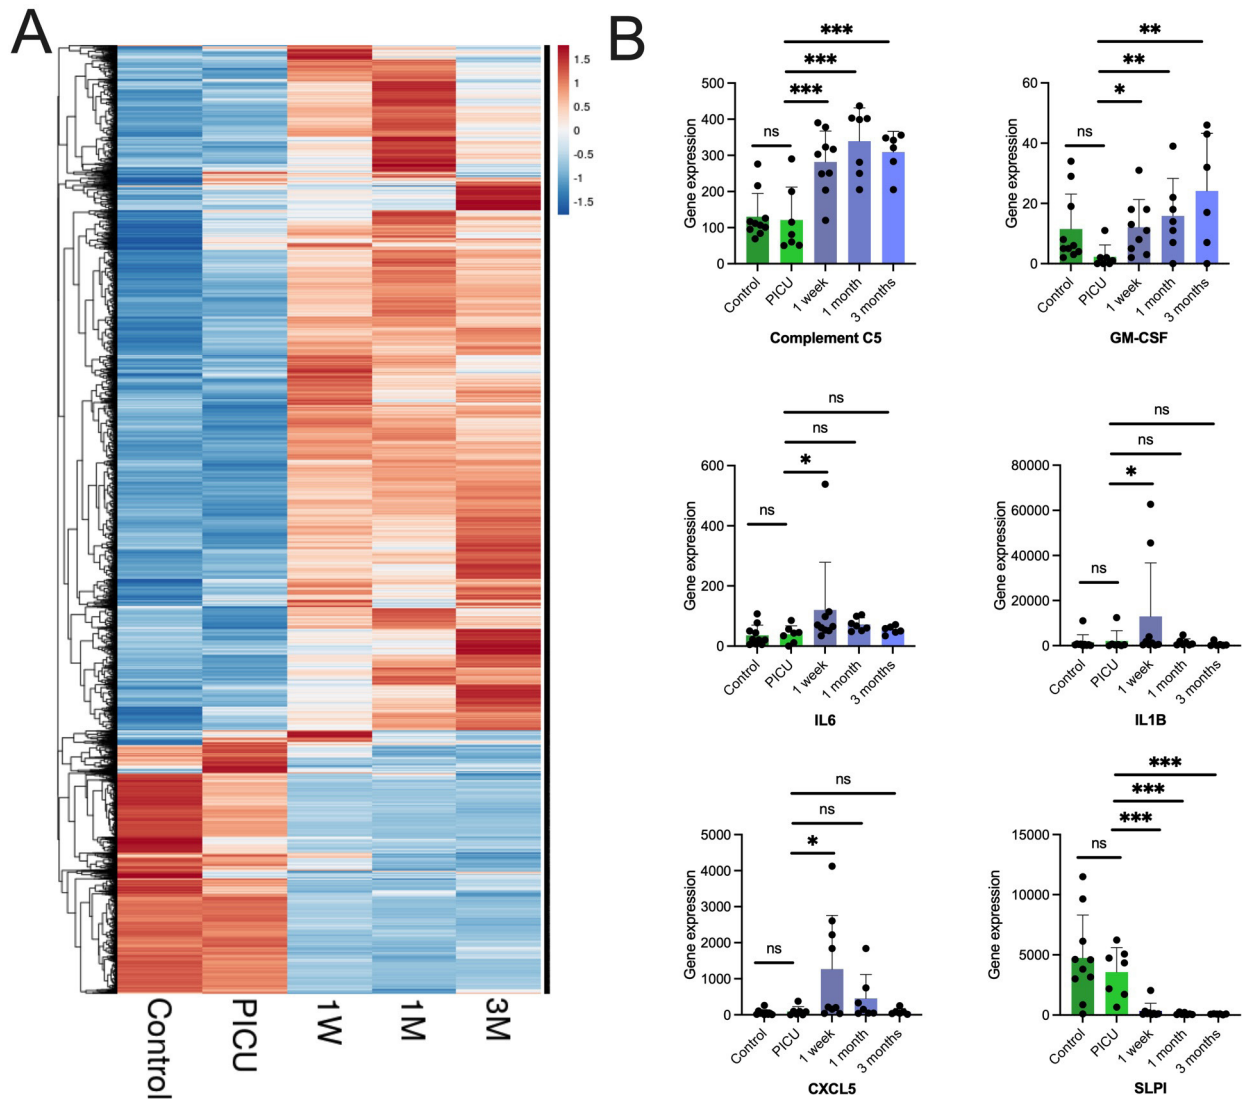 A
1.5
1
0.5
0
-0.5
-1
-1.5
Control
PICU
1W
1M
3M
B
***
***
***
ns
500
400
300
200
100
0
Gene expression
Control
PICU
1 week
1 month
3 months
Complement C5
**
**
*
ns
60
40
20
0
Gene expression
Control
PICU
1 week
1 month
3 months
GM-CSF
ns
ns
*
ns
600
400
200
0
Gene expression
Control
PICU
1 week
1 month
3 months
IL6
ns
ns
*
ns
80000
60000
40000
20000
0
Gene expression
Control
PICU
1 week
1 month
3 months
IL1B
ns
ns
*
ns
5000
4000
3000
2000
1000
0
Gene expression
Control
PICU
1 week
1 month
3 months
CXCL5
***
***
***
ns
15000
10000
5000
0
Gene expression
Control
PICU
1 week
1 month
3 months
SLPI